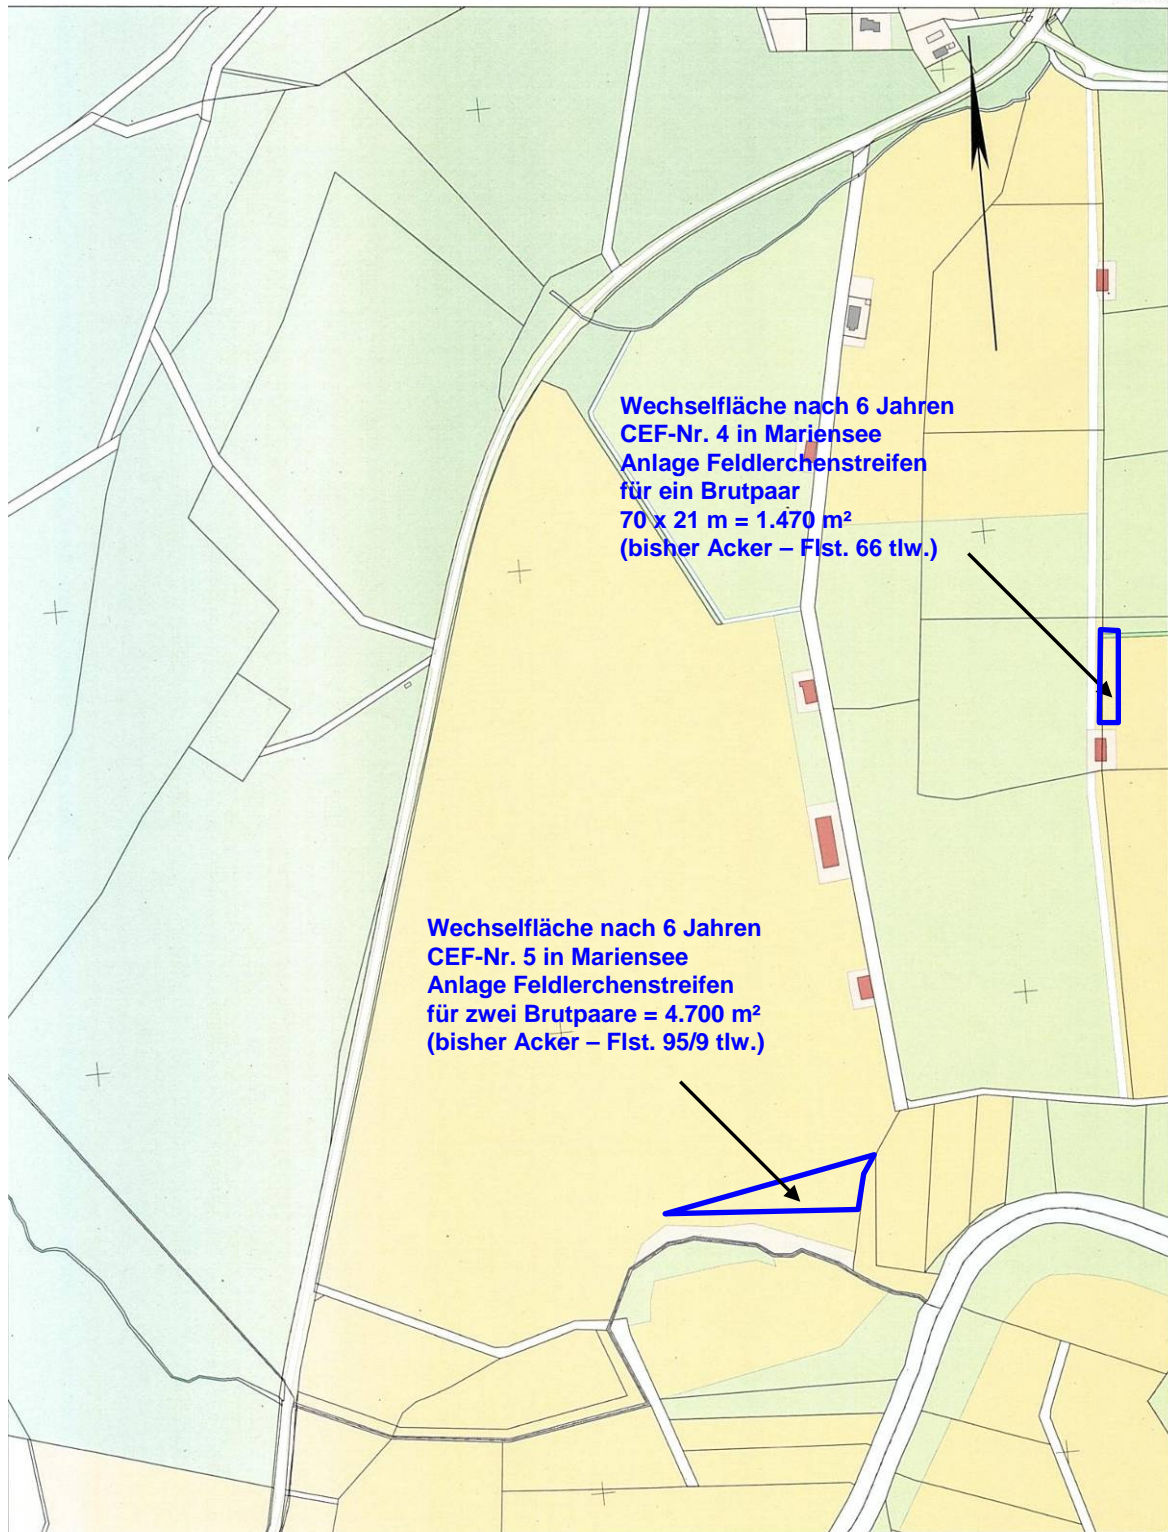 Wechselfläche nach 6 Jahren
CEF-Nr. 4 in Mariensee
Anlage Feldlerchenstreifen
für ein Brutpaar
70 x 21 m = 1.470 m²
(bisher Acker – Flst. 66 tlw.)
Wechselfläche nach 6 Jahren
CEF-Nr. 5 in Mariensee
Anlage Feldlerchenstreifen
für zwei Brutpaare = 4.700 m²
(bisher Acker – Flst. 95/9 tlw.)